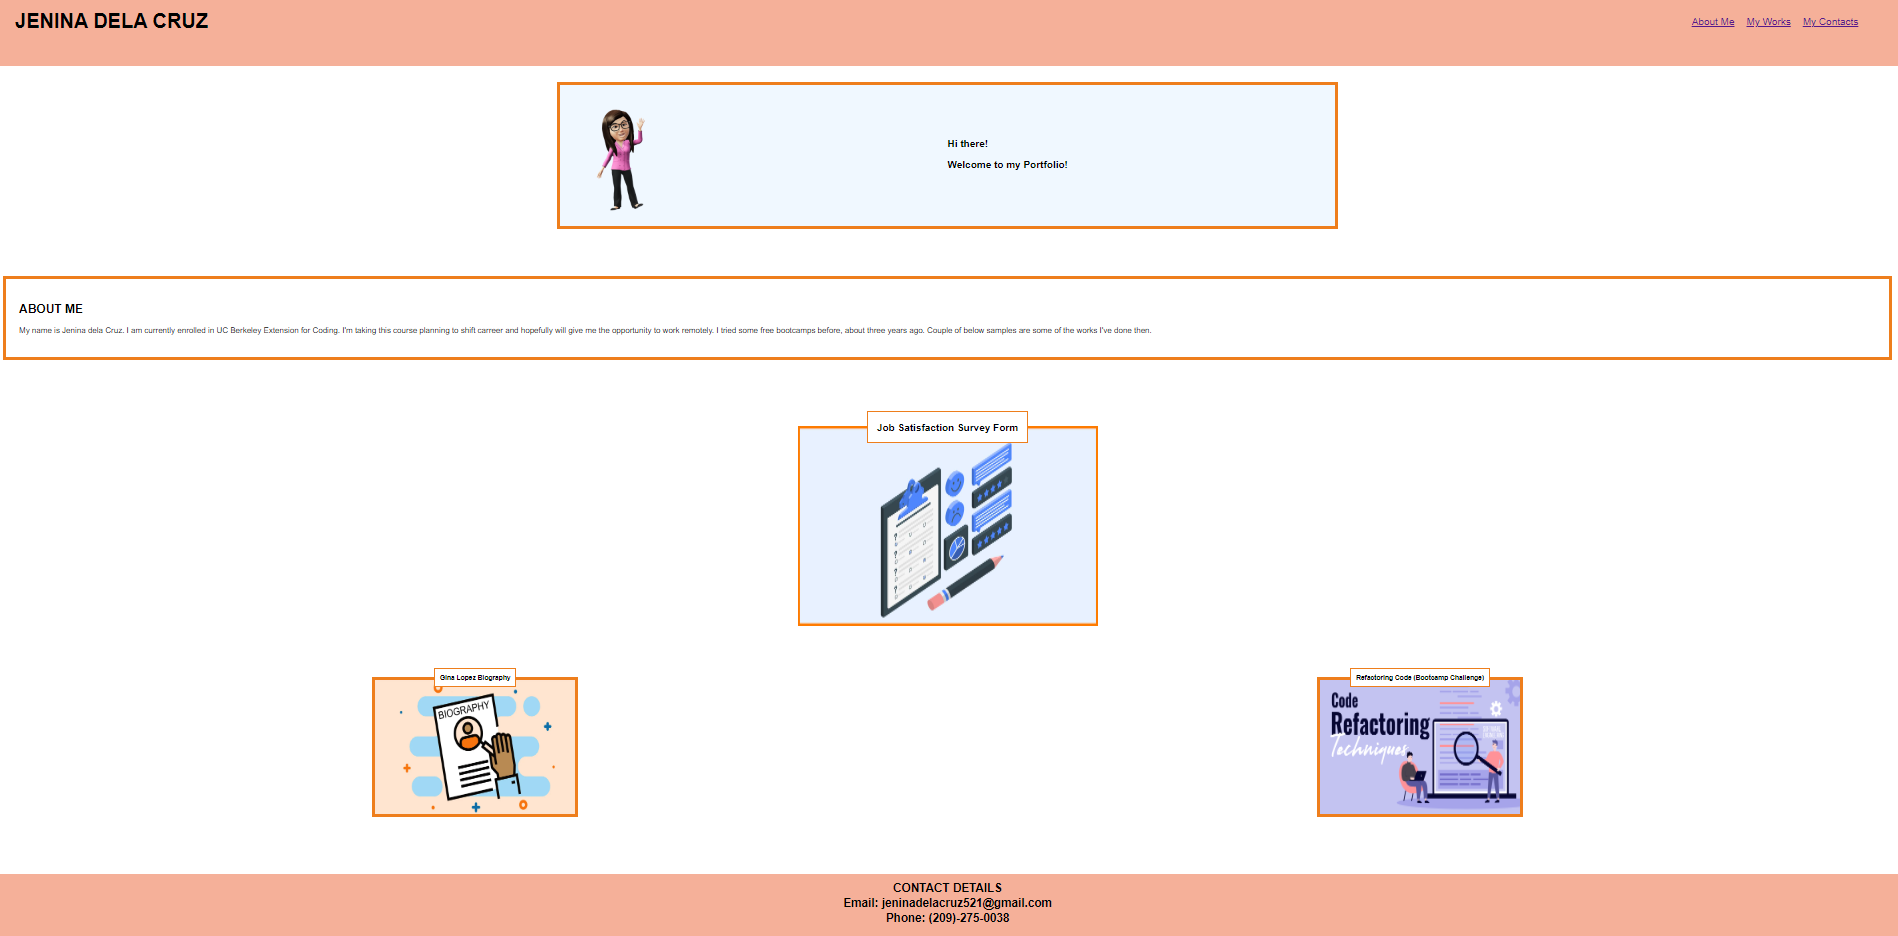 JENINA DELA CRUZ
About Me My Works My Contacts
Hi there!
Welcome to my Portfolio!
ABOUT ME
My name is Jenina dela Cruz. I am currently enrolled in UC Berkeley Extension for Coding. I'm taking this course planning to shift carreer and hopefully will give me the opportunity to work remotely. I tried some free bootcamps before, about three years ago. Couple of below samples are some of the works I've done then.
Job Satisfaction Survey Form
Gina Lopez Biography
BIOGRAPHY
Refactoring Code (Bootcamp Challenge)
Code
Refactoring
Techniques
CONTACT DETAILS
Email: jeninadelacruz521@gmail.com
Phone: (209)-275-0038